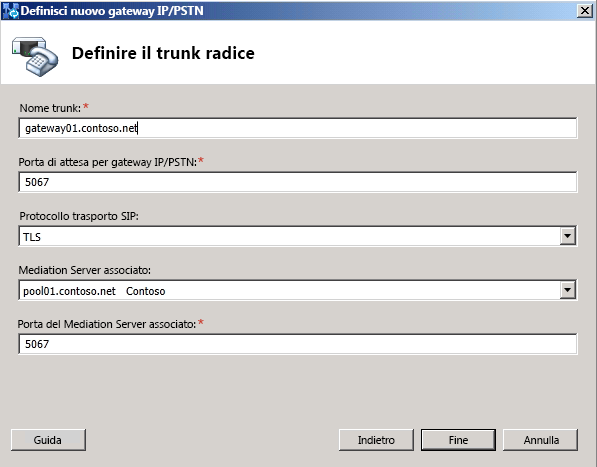 Definisci nuovo gateway IP/PSTN
Definire il trunk radice
Nome trunk: *
gateway01.contoso.net
Porta di attesa per gateway IP/PSTN: *
5067
Protocollo trasporto SIP:
TLS
Mediation Server associato:
pool01.contoso.net Contoso
Porta del Mediation Server associato: *
5067
Guida
Indietro
Fine
Annulla